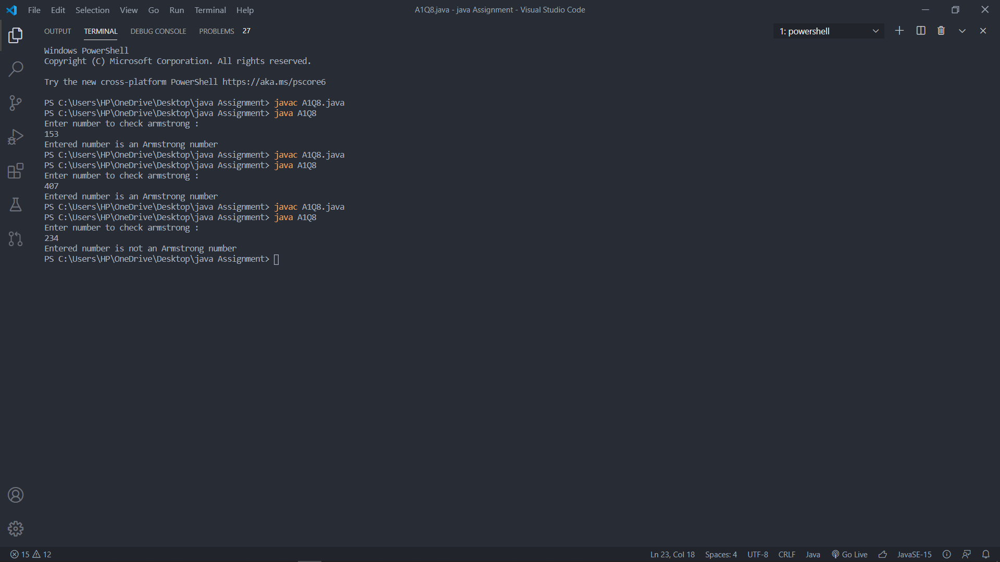 File Edit Selection View Go Run Terminal Help
A1Q8.java - java Assignment - Visual Studio Code
OUTPUT TERMINAL DEBUG CONSOLE PROBLEMS 27
1: powershell
Windows PowerShell
Copyright (C) Microsoft Corporation. All rights reserved.
Try the new cross-platform PowerShell https://aka.ms/pscore6
PS C:\Users\HP\OneDrive\Desktop\java Assignment> javac A1Q8.java
PS C:\Users\HP\OneDrive\Desktop\java Assignment> java A1Q8
Enter number to check armstrong :
153
Entered number is an Armstrong number
PS C:\Users\HP\OneDrive\Desktop\java Assignment> javac A1Q8.java
PS C:\Users\HP\OneDrive\Desktop\java Assignment> java A1Q8
Enter number to check armstrong :
407
Entered number is an Armstrong number
PS C:\Users\HP\OneDrive\Desktop\java Assignment> javac A1Q8.java
PS C:\Users\HP\OneDrive\Desktop\java Assignment> java A1Q8
Enter number to check armstrong :
234
Entered number is not an Armstrong number
PS C:\Users\HP\OneDrive\Desktop\java Assignment>
15 12
Ln 23, Col 18 Spaces: 4 UTF-8 CRLF Java Go Live JavaSE-15